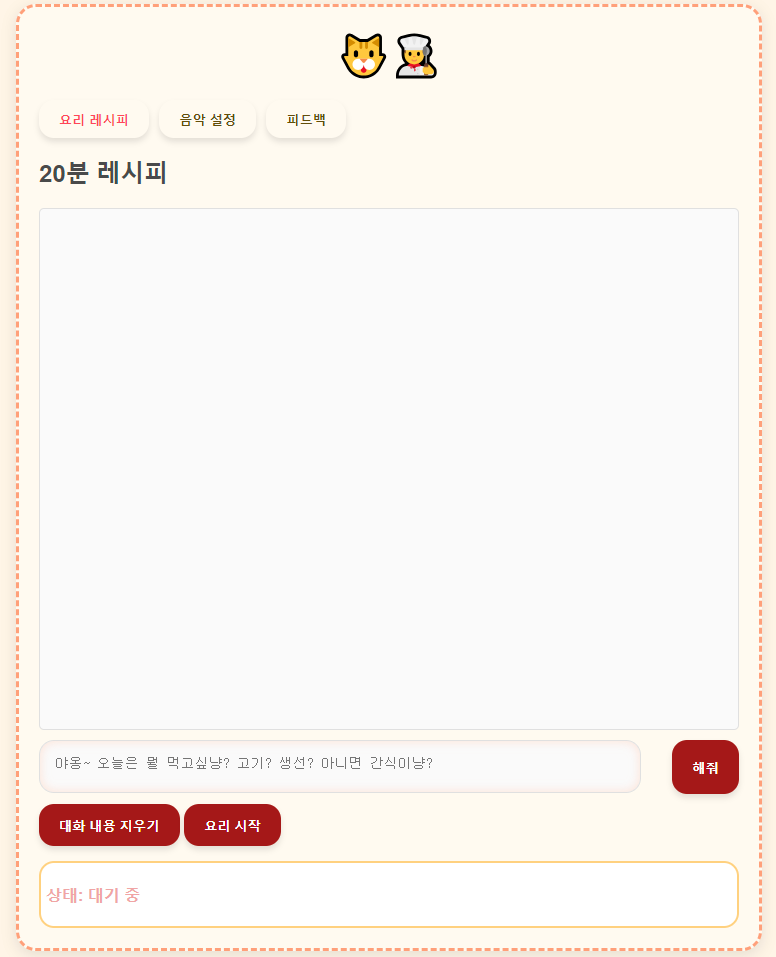 요리 레시피 음악 설정 피드백
20분 레시피
야옹~ 오늘은 뭘 먹고싶냥? 고기? 생선? 아니면 간식이냥?
해줘
대화 내용 지우기 요리 시작
상태: 대기 중